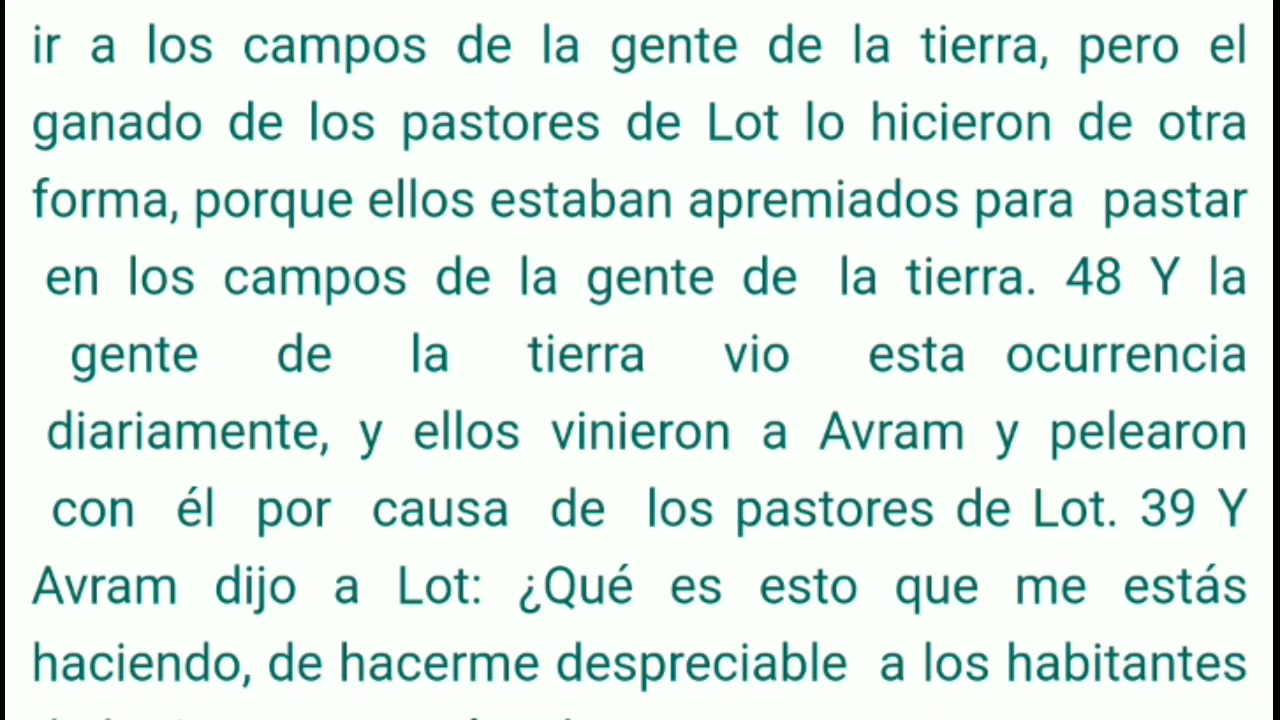 ir a los campos de la gente de la tierra, pero el
ganado de los pastores de Lot lo hicieron de otra
forma, porque ellos estaban apremiados para pastar
en los campos de la gente de la tierra. 48 Y la
gente de la tierra vio esta ocurrencia
diariamente, y ellos vinieron a Avram y pelearon
con él por causa de los pastores de Lot. 39 Y
Avram dijo a Lot: ¿Qué es esto que me estás
haciendo, de hacerme despreciable a los habitantes